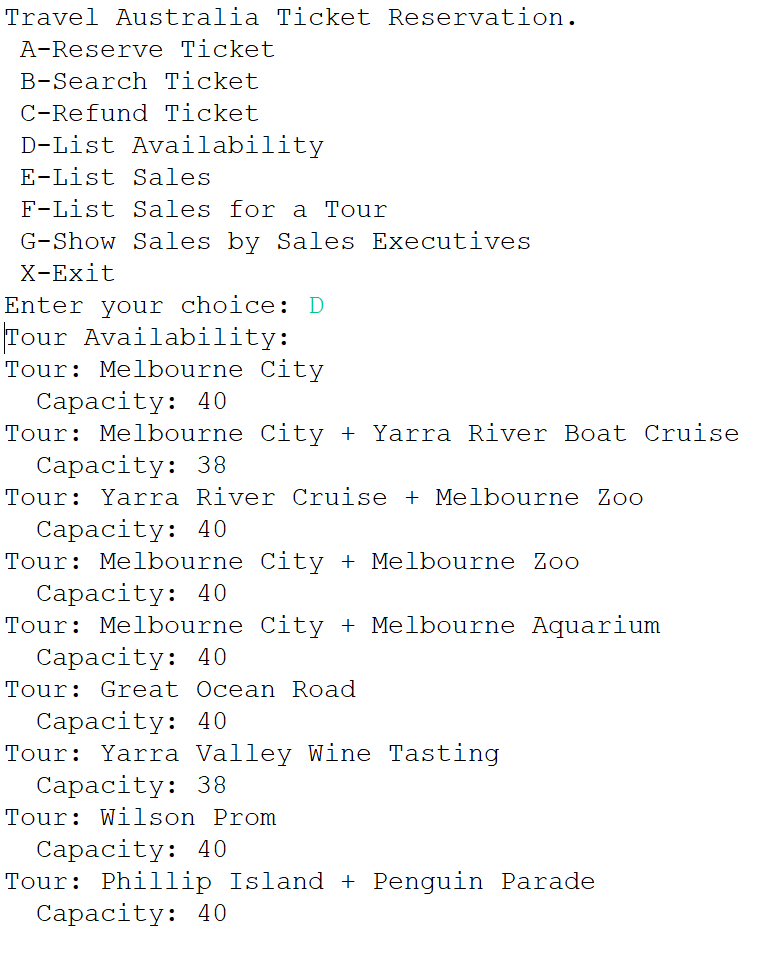 Travel Australia Ticket Reservation.
A-Reserve Ticket
B-Search Ticket
C-Refund Ticket
D-List Availability
E-List Sales
F-List Sales for a Tour
G-Show Sales by Sales Executives
X-Exit
Enter your choice: D
Tour Availability:
Tour: Melbourne City
Capacity: 40
Tour: Melbourne City + Yarra River Boat Cruise
Capacity: 38
Tour: Yarra River Cruise + Melbourne Zoo
Capacity: 40
Tour: Melbourne City + Melbourne Zoo
Capacity: 40
Tour: Melbourne City + Melbourne Aquarium
Capacity: 40
Tour: Great Ocean Road
Capacity: 40
Tour: Yarra Valley Wine Tasting
Capacity: 38
Tour: Wilson Prom
Capacity: 40
Tour: Phillip Island + Penguin Parade
Capacity: 40